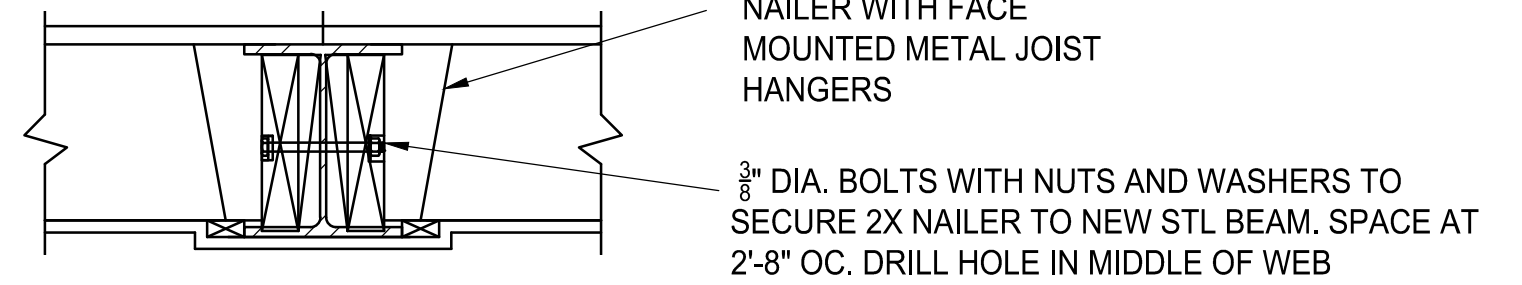 NAILER WITH FACE
MOUNTED METAL JOIST
HANGERS
3/8" DIA. BOLTS WITH NUTS AND WASHERS TO
SECURE 2X NAILER TO NEW STL BEAM. SPACE AT
2'-8" OC. DRILL HOLE IN MIDDLE OF WEB